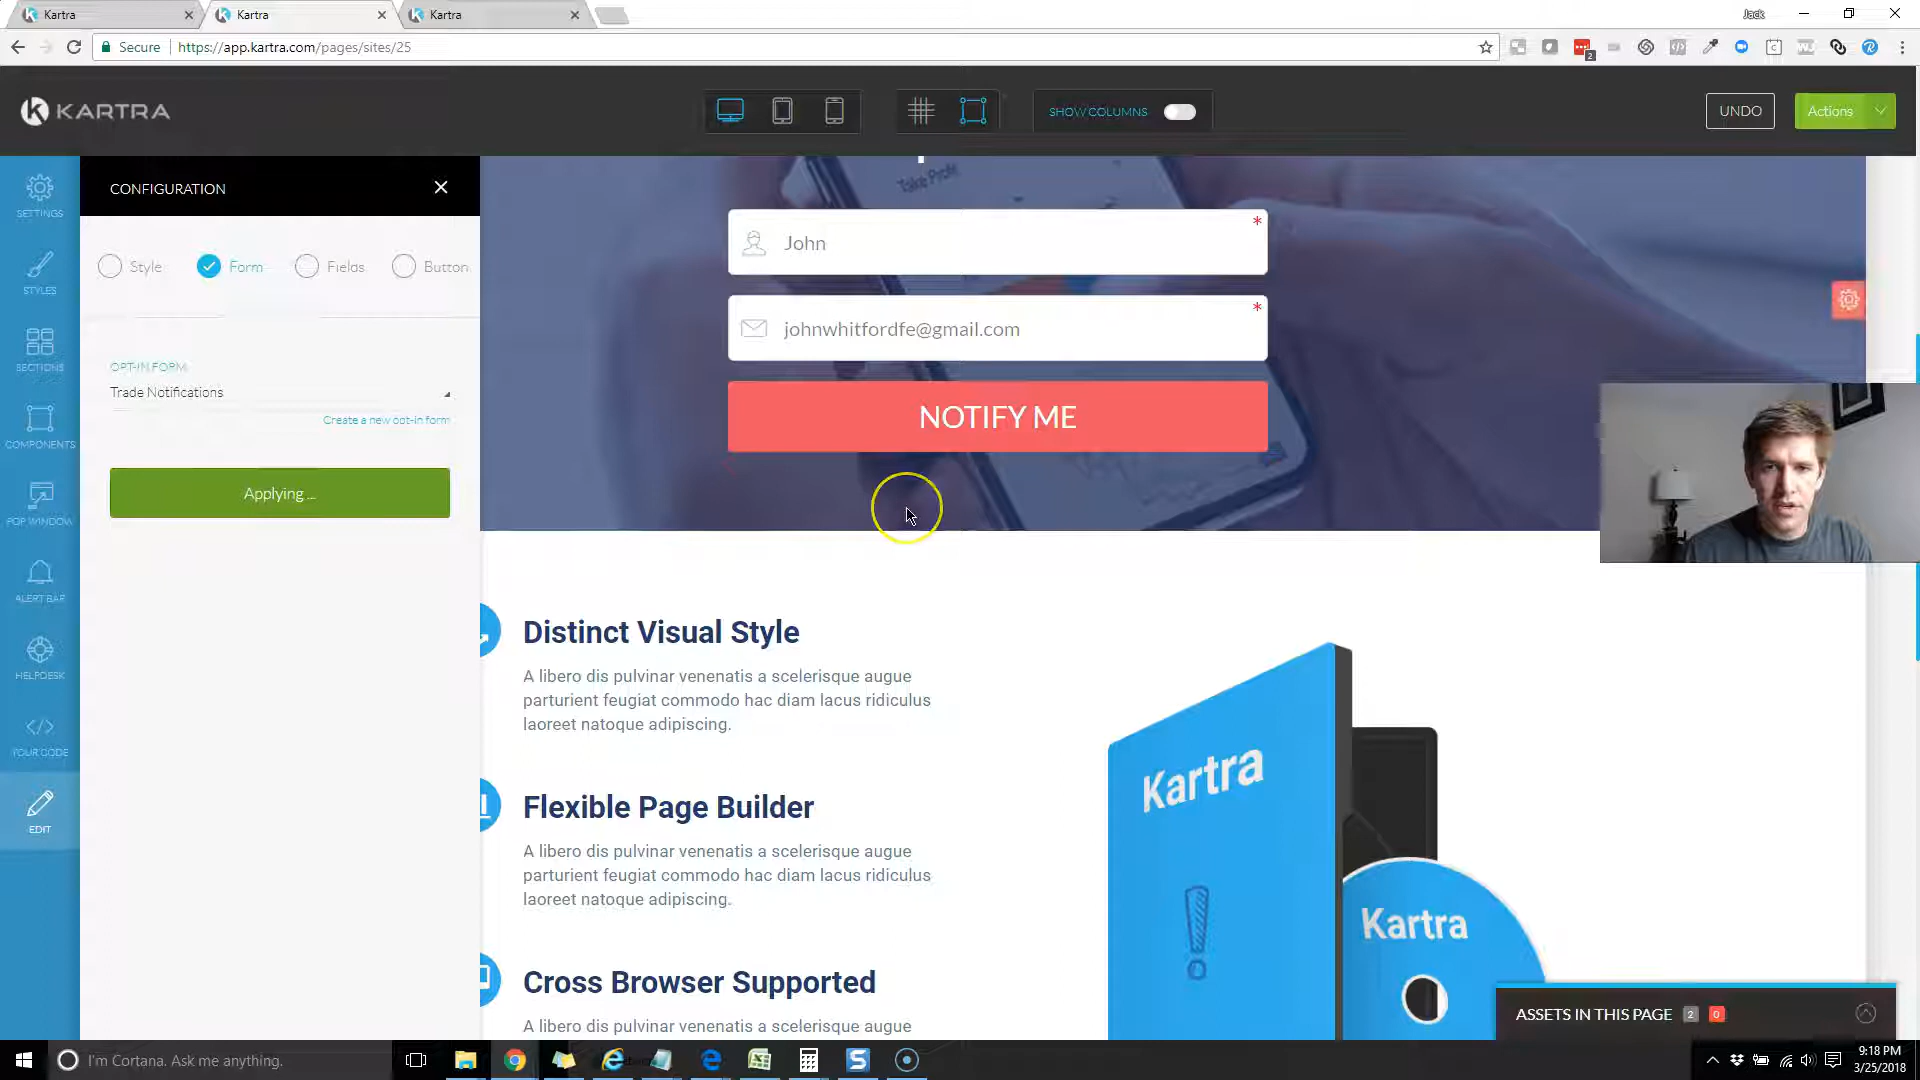 Kartra
Kartra
Kartra
Jack
Secure
https://app.kartra.com/pages/sites/25
2
KARTRA
SHOW COLUMNS
UNDO
Actions
SETTINGS
STYLES
SECTIONS
COMPONENTS
POP WINDOW
ALERT BAR
HELPDESK
YOUR CODE
EDIT
CONFIGURATION
Style
Form
Fields
Button
OPT-IN FORM
Trade Notifications
Create a new opt-in form
Applying ...
Take Profit
John
*
johnwhitfordfe@gmail.com
*
NOTIFY ME
Distinct Visual Style
A libero dis pulvinar venenatis a scelerisque augue
parturient feugiat commodo hac diam lacus ridiculus
laoreet natoque adipiscing.
Flexible Page Builder
A libero dis pulvinar venenatis a scelerisque augue
parturient feugiat commodo hac diam lacus ridiculus
laoreet natoque adipiscing.
Cross Browser Supported
A libero dis pulvinar venenatis a scelerisque augue
Kartra
!
Kartra
ASSETS IN THIS PAGE 2 0
I'm Cortana. Ask me anything.
9:18 PM
3/25/2018